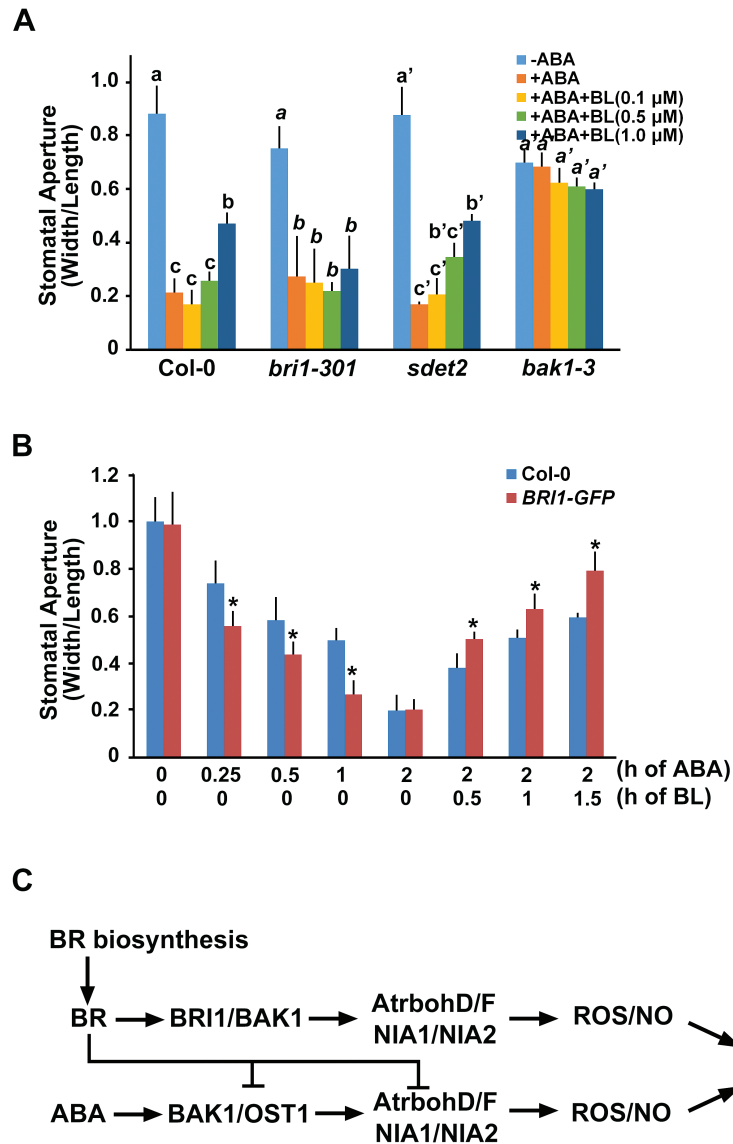 A
Stomatal Aperture
(Width/Length)
1.0
0.8
0.6
0.4
0.2
0
-ABA
+ABA
+ABA+BL(0.1 µM)
+ABA+BL(0.5 µM)
+ABA+BL(1.0 µM)
a
c
c
c
b
a
b
b
b
b
a’
c’
c’
b’c’
b’
a’
a’
a’
a’
a’
Col-0
bri1-301
sdet2
bak1-3
B
Stomatal Aperture
(Width/Length)
1.2
1.0
0.8
0.6
0.4
0.2
0
Col-0
BRI1-GFP
*
*
*
*
*
*
0 0.25 0.5 1 2 2 2 2 (h of ABA)
0 0 0 0 0 0.5 1 1.5 (h of BL)
C
BR biosynthesis
BR
BRI1/BAK1
AtrbohD/F
NIA1/NIA2
ROS/NO
ABA
BAK1/OST1
AtrbohD/F
NIA1/NIA2
ROS/NO